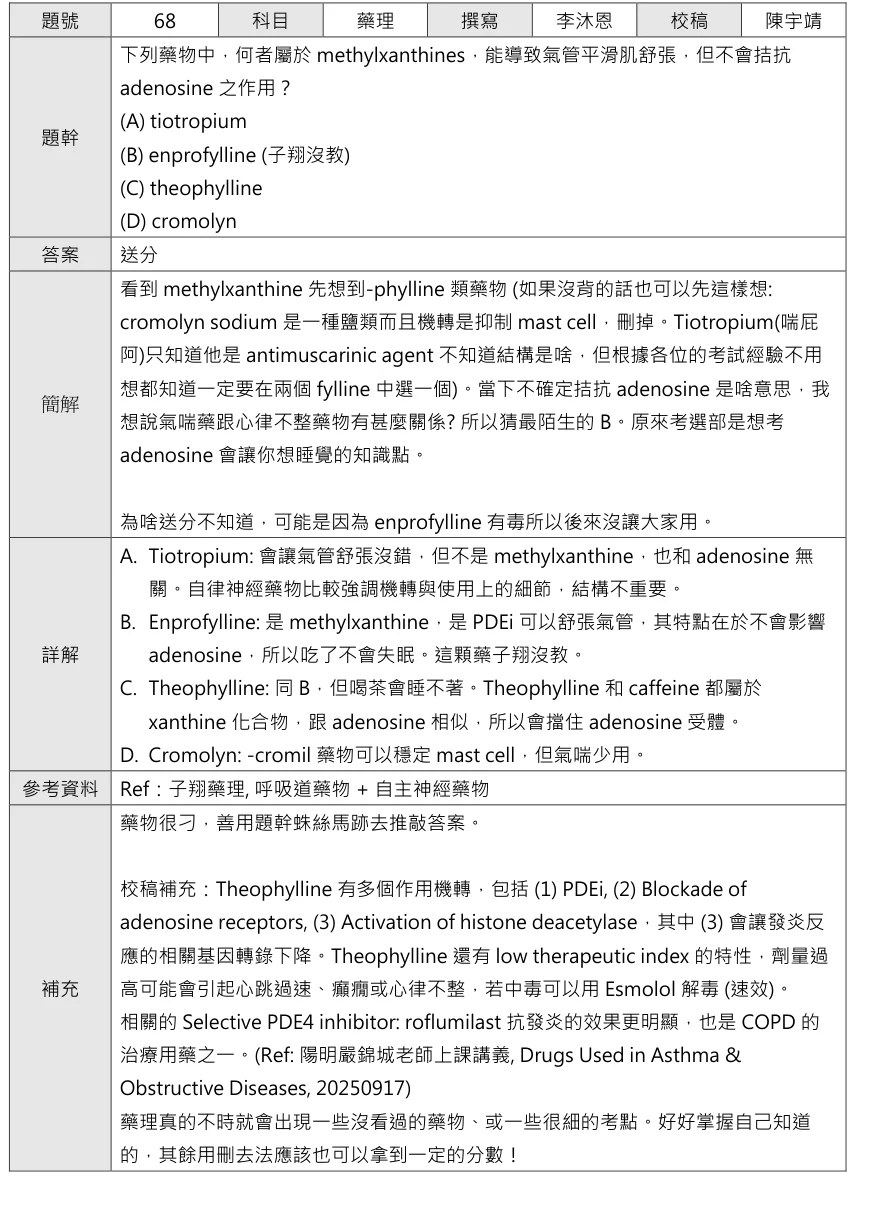 題號 68 科目 藥理 撰寫 李沐恩 校稿 陳宇靖
題幹
下列藥物中，何者屬於 methylxanthines，能導致氣管平滑肌舒張，但不會拮抗
adenosine 之作用？
(A) tiotropium
(B) enprofylline (子翔沒教)
(C) theophylline
(D) cromolyn
答案 送分
簡解
看到 methylxanthine 先想到-phylline 類藥物 (如果沒背的話也可以先這樣想:
cromolyn sodium 是一種鹽類而且機轉是抑制 mast cell，刪掉。Tiotropium(喘屁
阿)只知道他是 antimuscarinic agent 不知道結構是啥，但根據各位的考試經驗不用
想都知道一定要在兩個 fylline 中選一個)。當下不確定拮抗 adenosine 是啥意思，我
想說氣喘藥跟心律不整藥物有甚麼關係? 所以猜最陌生的 B。原來考選部是想考
adenosine 會讓你想睡覺的知識點。
為啥送分不知道，可能是因為 enprofylline 有毒所以後來沒讓大家用。
詳解
A. Tiotropium: 會讓氣管舒張沒錯，但不是 methylxanthine，也和 adenosine 無
關。自律神經藥物比較強調機轉與使用上的細節，結構不重要。
B. Enprofylline: 是 methylxanthine，是 PDEi 可以舒張氣管，其特點在於不會影響
adenosine，所以吃了不會失眠。這顆藥子翔沒教。
C. Theophylline: 同 B，但喝茶會睡不著。Theophylline 和 caffeine 都屬於
xanthine 化合物，跟 adenosine 相似，所以會擋住 adenosine 受體。
D. Cromolyn: -cromil 藥物可以穩定 mast cell，但氣喘少用。
參考資料 Ref：子翔藥理, 呼吸道藥物 + 自主神經藥物
補充
藥物很刁，善用題幹蛛絲馬跡去推敲答案。
校稿補充：Theophylline 有多個作用機轉，包括 (1) PDEi, (2) Blockade of
adenosine receptors, (3) Activation of histone deacetylase，其中 (3) 會讓發炎反
應的相關基因轉錄下降。Theophylline 還有 low therapeutic index 的特性，劑量過
高可能會引起心跳過速、癲癇或心律不整，若中毒可以用 Esmolol 解毒 (速效)。
相關的 Selective PDE4 inhibitor: roflumilast 抗發炎的效果更明顯，也是 COPD 的
治療用藥之一。(Ref: 陽明嚴錦城老師上課講義, Drugs Used in Asthma &
Obstructive Diseases, 20250917)
藥理真的不時就會出現一些沒看過的藥物、或一些很細的考點。好好掌握自己知道
的，其餘用刪去法應該也可以拿到一定的分數！